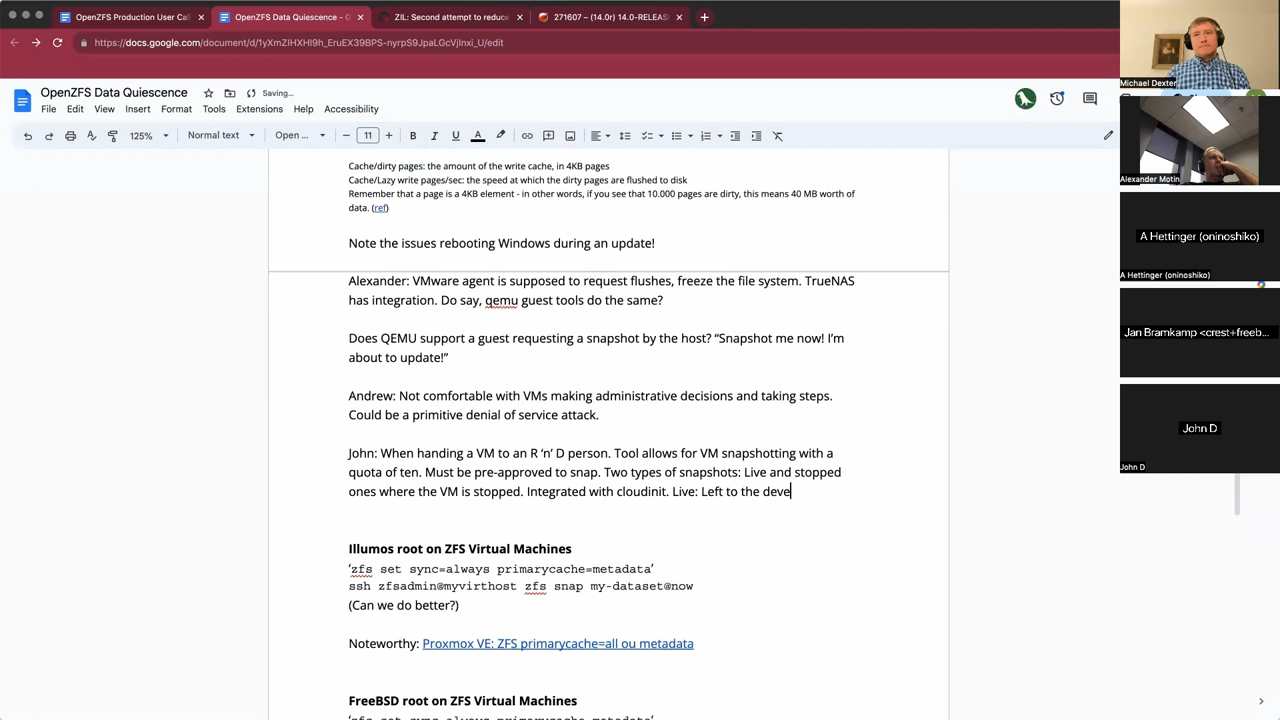 OpenZFS Production User Cal
OpenZFS Data Quiescence - G
ZIL: Second attempt to reduce
271607 – (14.0r) 14.0-RELEAS
https://docs.google.com/document/d/1yXmZIHXHI9h_EruEX39BPS-nyrpS9JpaLGcVjInxi_U/edit
OpenZFS Data Quiescence
Saving…
File Edit View Insert Format Tools Extensions Help Accessibility
125% Normal text Open ... 11 B I U A
Cache/dirty pages: the amount of the write cache, in 4KB pages
Cache/Lazy write pages/sec: the speed at which the dirty pages are flushed to disk
Remember that a page is a 4KB element - in other words, if you see that 10.000 pages are dirty, this means 40 MB worth of
data. (ref)
Note the issues rebooting Windows during an update!
Alexander: VMware agent is supposed to request flushes, freeze the file system. TrueNAS
has integration. Do say, qemu guest tools do the same?
Does QEMU support a guest requesting a snapshot by the host? “Snapshot me now! I’m
about to update!”
Andrew: Not comfortable with VMs making administrative decisions and taking steps.
Could be a primitive denial of service attack.
John: When handing a VM to an R ‘n’ D person. Tool allows for VM snapshotting with a
quota of ten. Must be pre-approved to snap. Two types of snapshots: Live and stopped
ones where the VM is stopped. Integrated with cloudinit. Live: Left to the deve
Illumos root on ZFS Virtual Machines
‘zfs set sync=always primarycache=metadata’
ssh zfsadmin@myvirthost zfs snap my-dataset@now
(Can we do better?)
Noteworthy: Proxmox VE: ZFS primarycache=all ou metadata
FreeBSD root on ZFS Virtual Machines
‘zfs set sync=always primarycache=metadata’
Michael Dexter
Alexander Motin
A Hettinger (oninoshiko)
A Hettinger (oninoshiko)
Jan Bramkamp <crest+freeb...
John D
John D